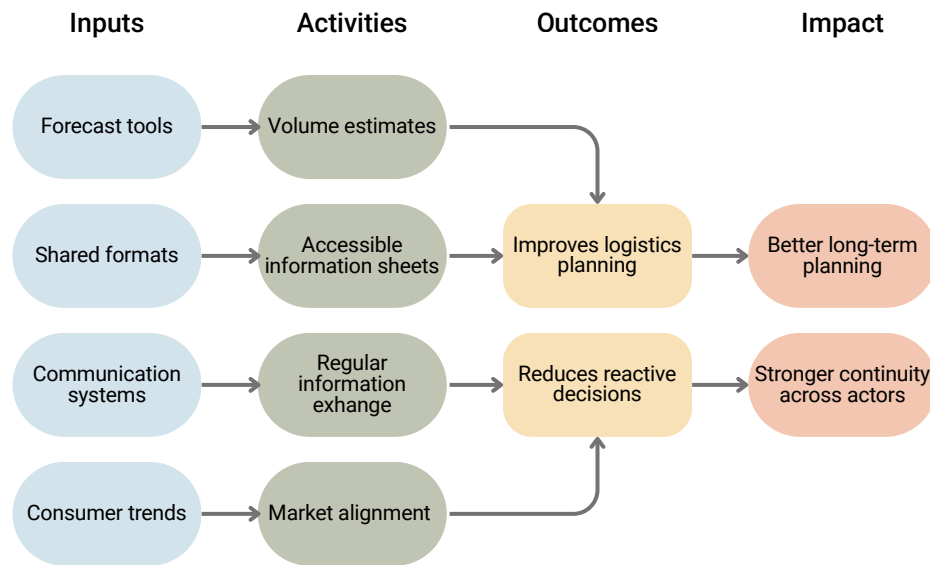 Inputs
Activities
Outcomes
Impact
Forecast tools
Volume estimates
Shared formats
Accessible
information sheets
Improves logistics
planning
Better long-term
planning
Communication
systems
Regular
information
exhange
Reduces reactive
decisions
Stronger continuity
across actors
Consumer trends
Market alignment